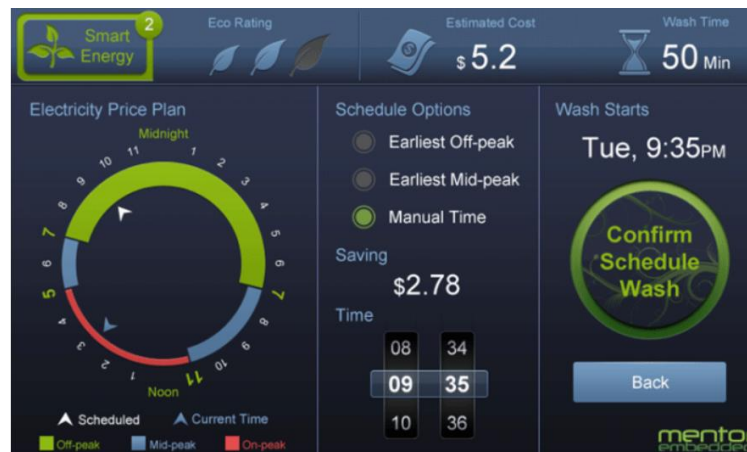 Smart
Energy
2
Eco Rating
Estimated Cost
$ 5.2
Wash Time
50 Min
Electricity Price Plan
Midnight
1
2
3
4
5
6
7
8
9
10
11
Noon
1
2
3
4
5
6
7
8
9
10
11
Scheduled
Current Time
Off-peak
Mid-peak
On-peak
Schedule Options
Earliest Off-peak
Earliest Mid-peak
Manual Time
Saving
$2.78
Time
08 34
09 35
10 36
Wash Starts
Tue, 9:35PM
Confirm
Schedule
Wash
Back
mento
embedded